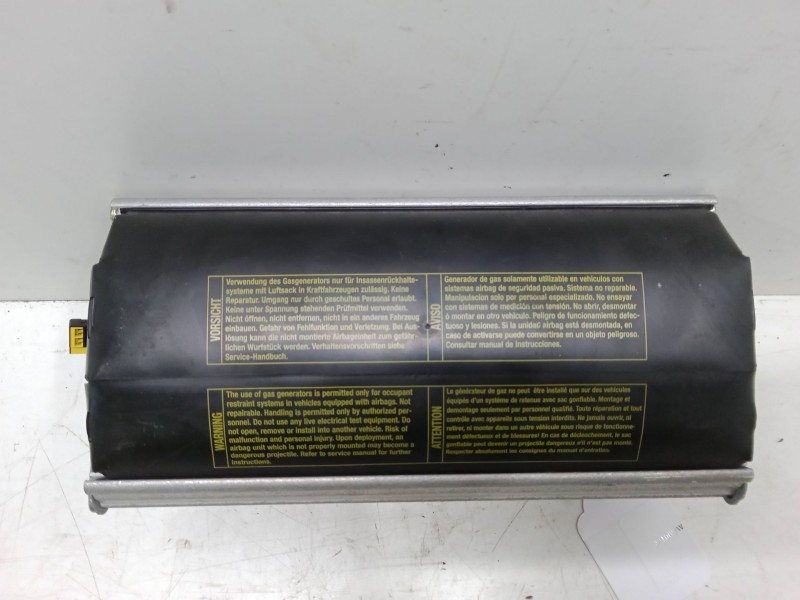 VORSICHT
Verwendung des Gasgenerators nur für Insassenrückhalte-
systeme mit Luftsack in Kraftfahrzeugen zulässig. Keine
Reparatur. Umgang nur durch geschultes Personal erlaubt.
Keine unter Spannung stehenden Prüfmittel verwenden.
Nicht öffnen, nicht entfernen, nicht in ein anderes Fahrzeug
einbauen. Gefahr von Fehlfunktion und Verletzung. Bei Aus-
lösung kann die nicht montierte Airbageinheit zum gefähr-
lichen Wurfstück werden. Verhaltensvorschriften siehe
Service-Handbuch.
AVISO
Generador de gas solamente utilizable en vehículos con
sistemas airbag de seguridad pasiva. Sistema no reparable.
Manipulacion solo por personal especializado. No ensayar
con sistemas de medición con tensión. No abrir, desmontar
ó montar en otro vehículo. Peligro de funcionamiento defec-
tuoso y lesiones. Si la unidad airbag está desmontada, en
caso de activarse puede convertirse en un objeto peligroso.
Consultar manual de instrucciones.
WARNING
The use of gas generators is permitted only for occupant
restraint systems in vehicles equipped with airbags. Not
repairable. Handling is permitted only by authorized per-
sonnel. Do not use any live electrical test equipment. Do
not open, remove or install into another vehicle. Risk of
malfunction and personal injury. Upon deployment, an
airbag unit which is not properly mounted may become a
dangerous projectile. Refer to service manual for further
instructions.
ATTENTION
Le générateur de gaz ne peut être installé que sur des véhicules
équipés d'un système de retenue avec sac gonflable. Montage et
démontage seulement par personnel qualifié. Toute réparation et tout
contrôle avec appareils sous tension interdits. Ne jamais ouvrir, ni
retirer, ni monter dans un autre véhicule sous risque de fonctionne-
ment défectueux et de blessures! En cas de déclenchement, le sac
gonflable peut devenir un projectile dangereux s'il n'est pas monté.
Respecter absolument les consignes du manuel d'entretien.